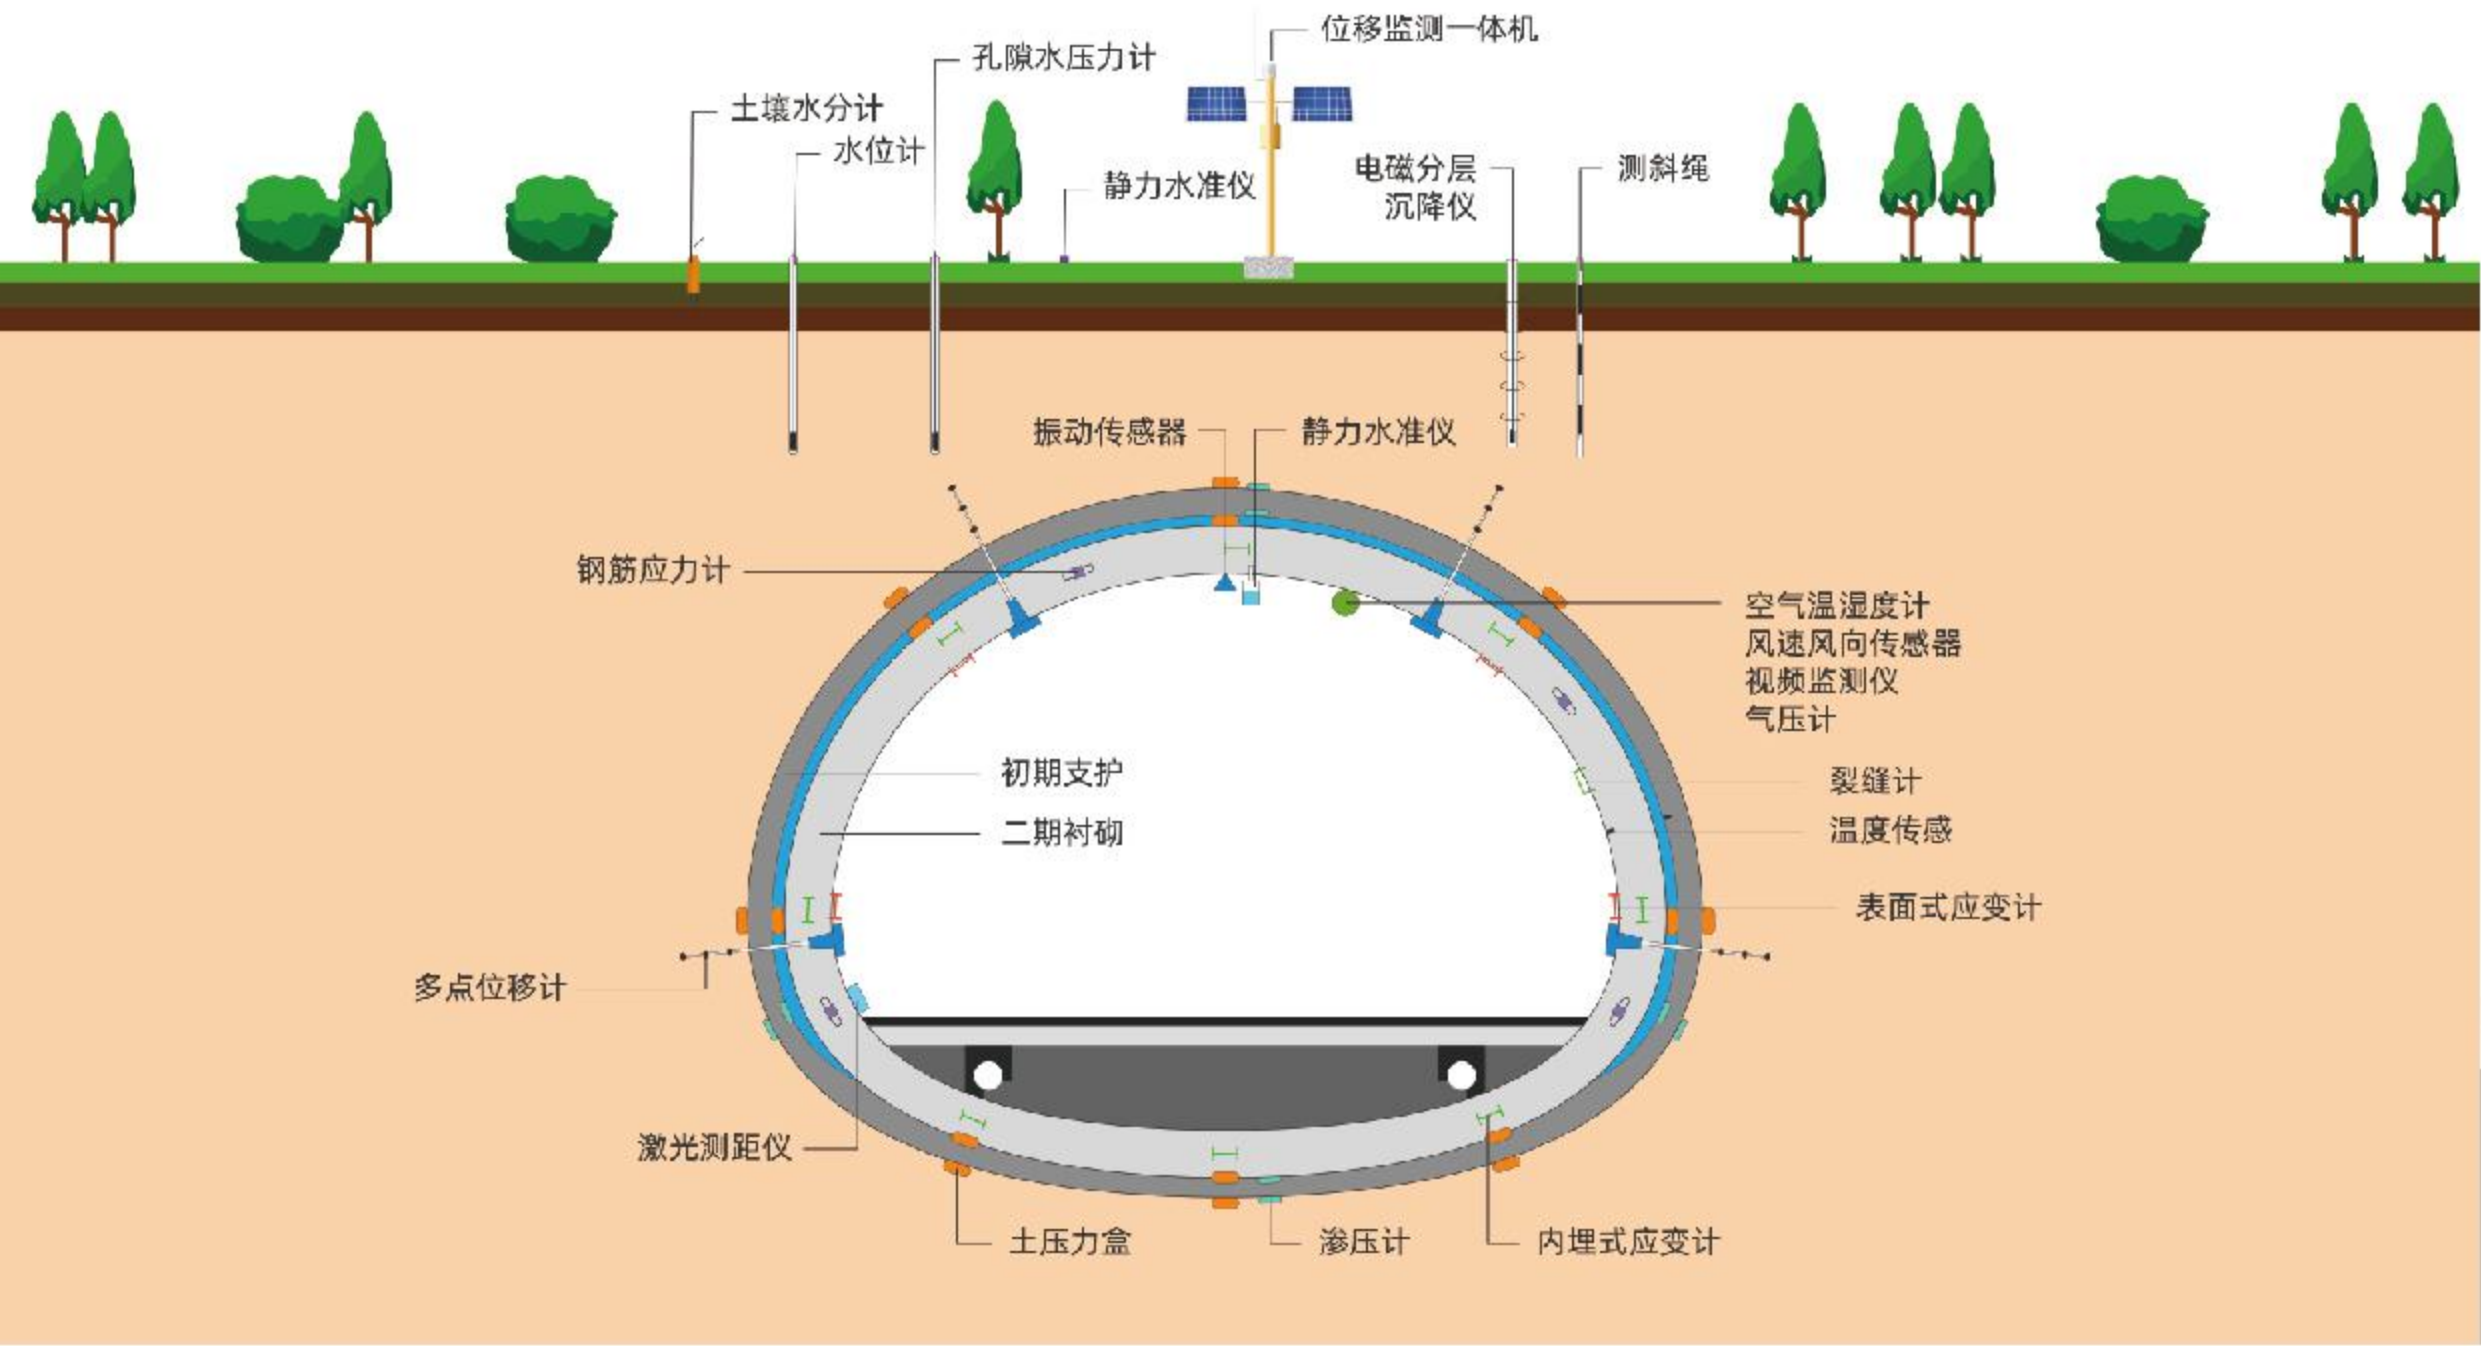 位移监测一体机
孔隙水压力计
土壤水分计
水位计
静力水准仪
电磁分层
沉降仪
测斜绳
振动传感器
静力水准仪
钢筋应力计
空气温湿度计
风速风向传感器
视频监测仪
气压计
初期支护
裂缝计
二期衬砌
温度传感
表面式应变计
多点位移计
激光测距仪
土压力盒
渗压计
内埋式应变计